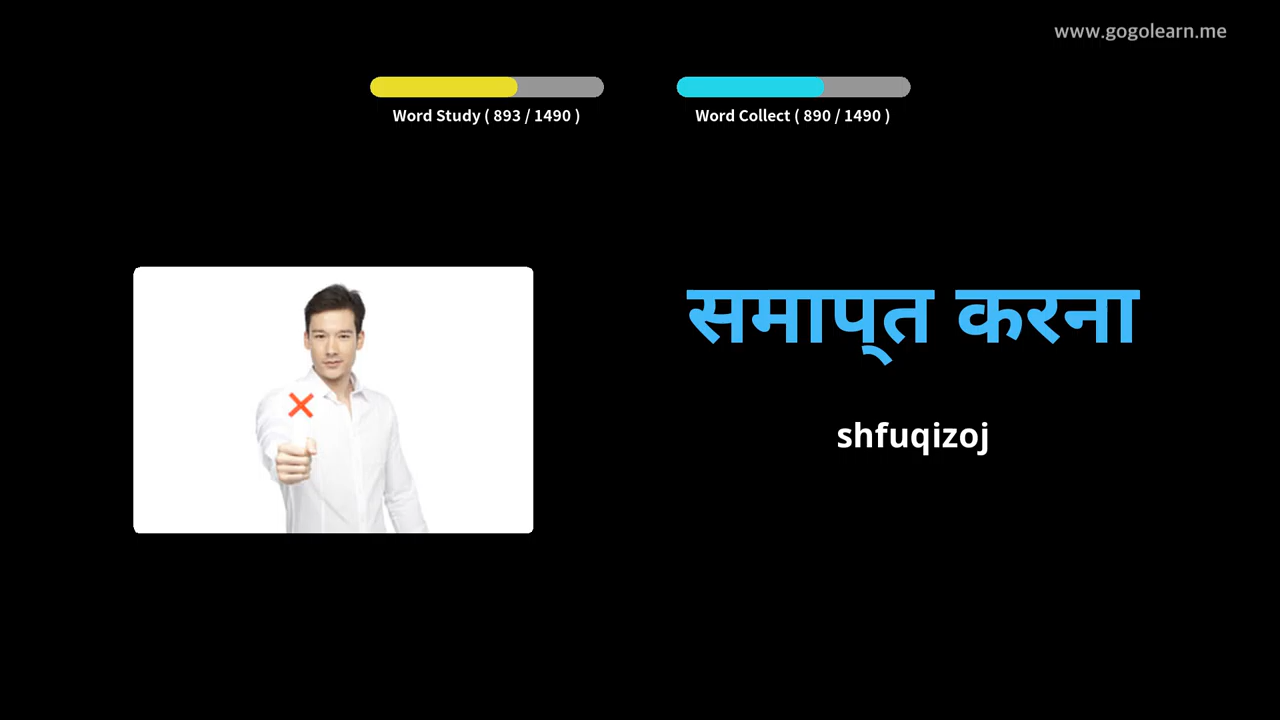 www.gogolearn.me
Word Study ( 893 / 1490 )
Word Collect ( 890 / 1490 )
समाप्त करना
shfuqizoj